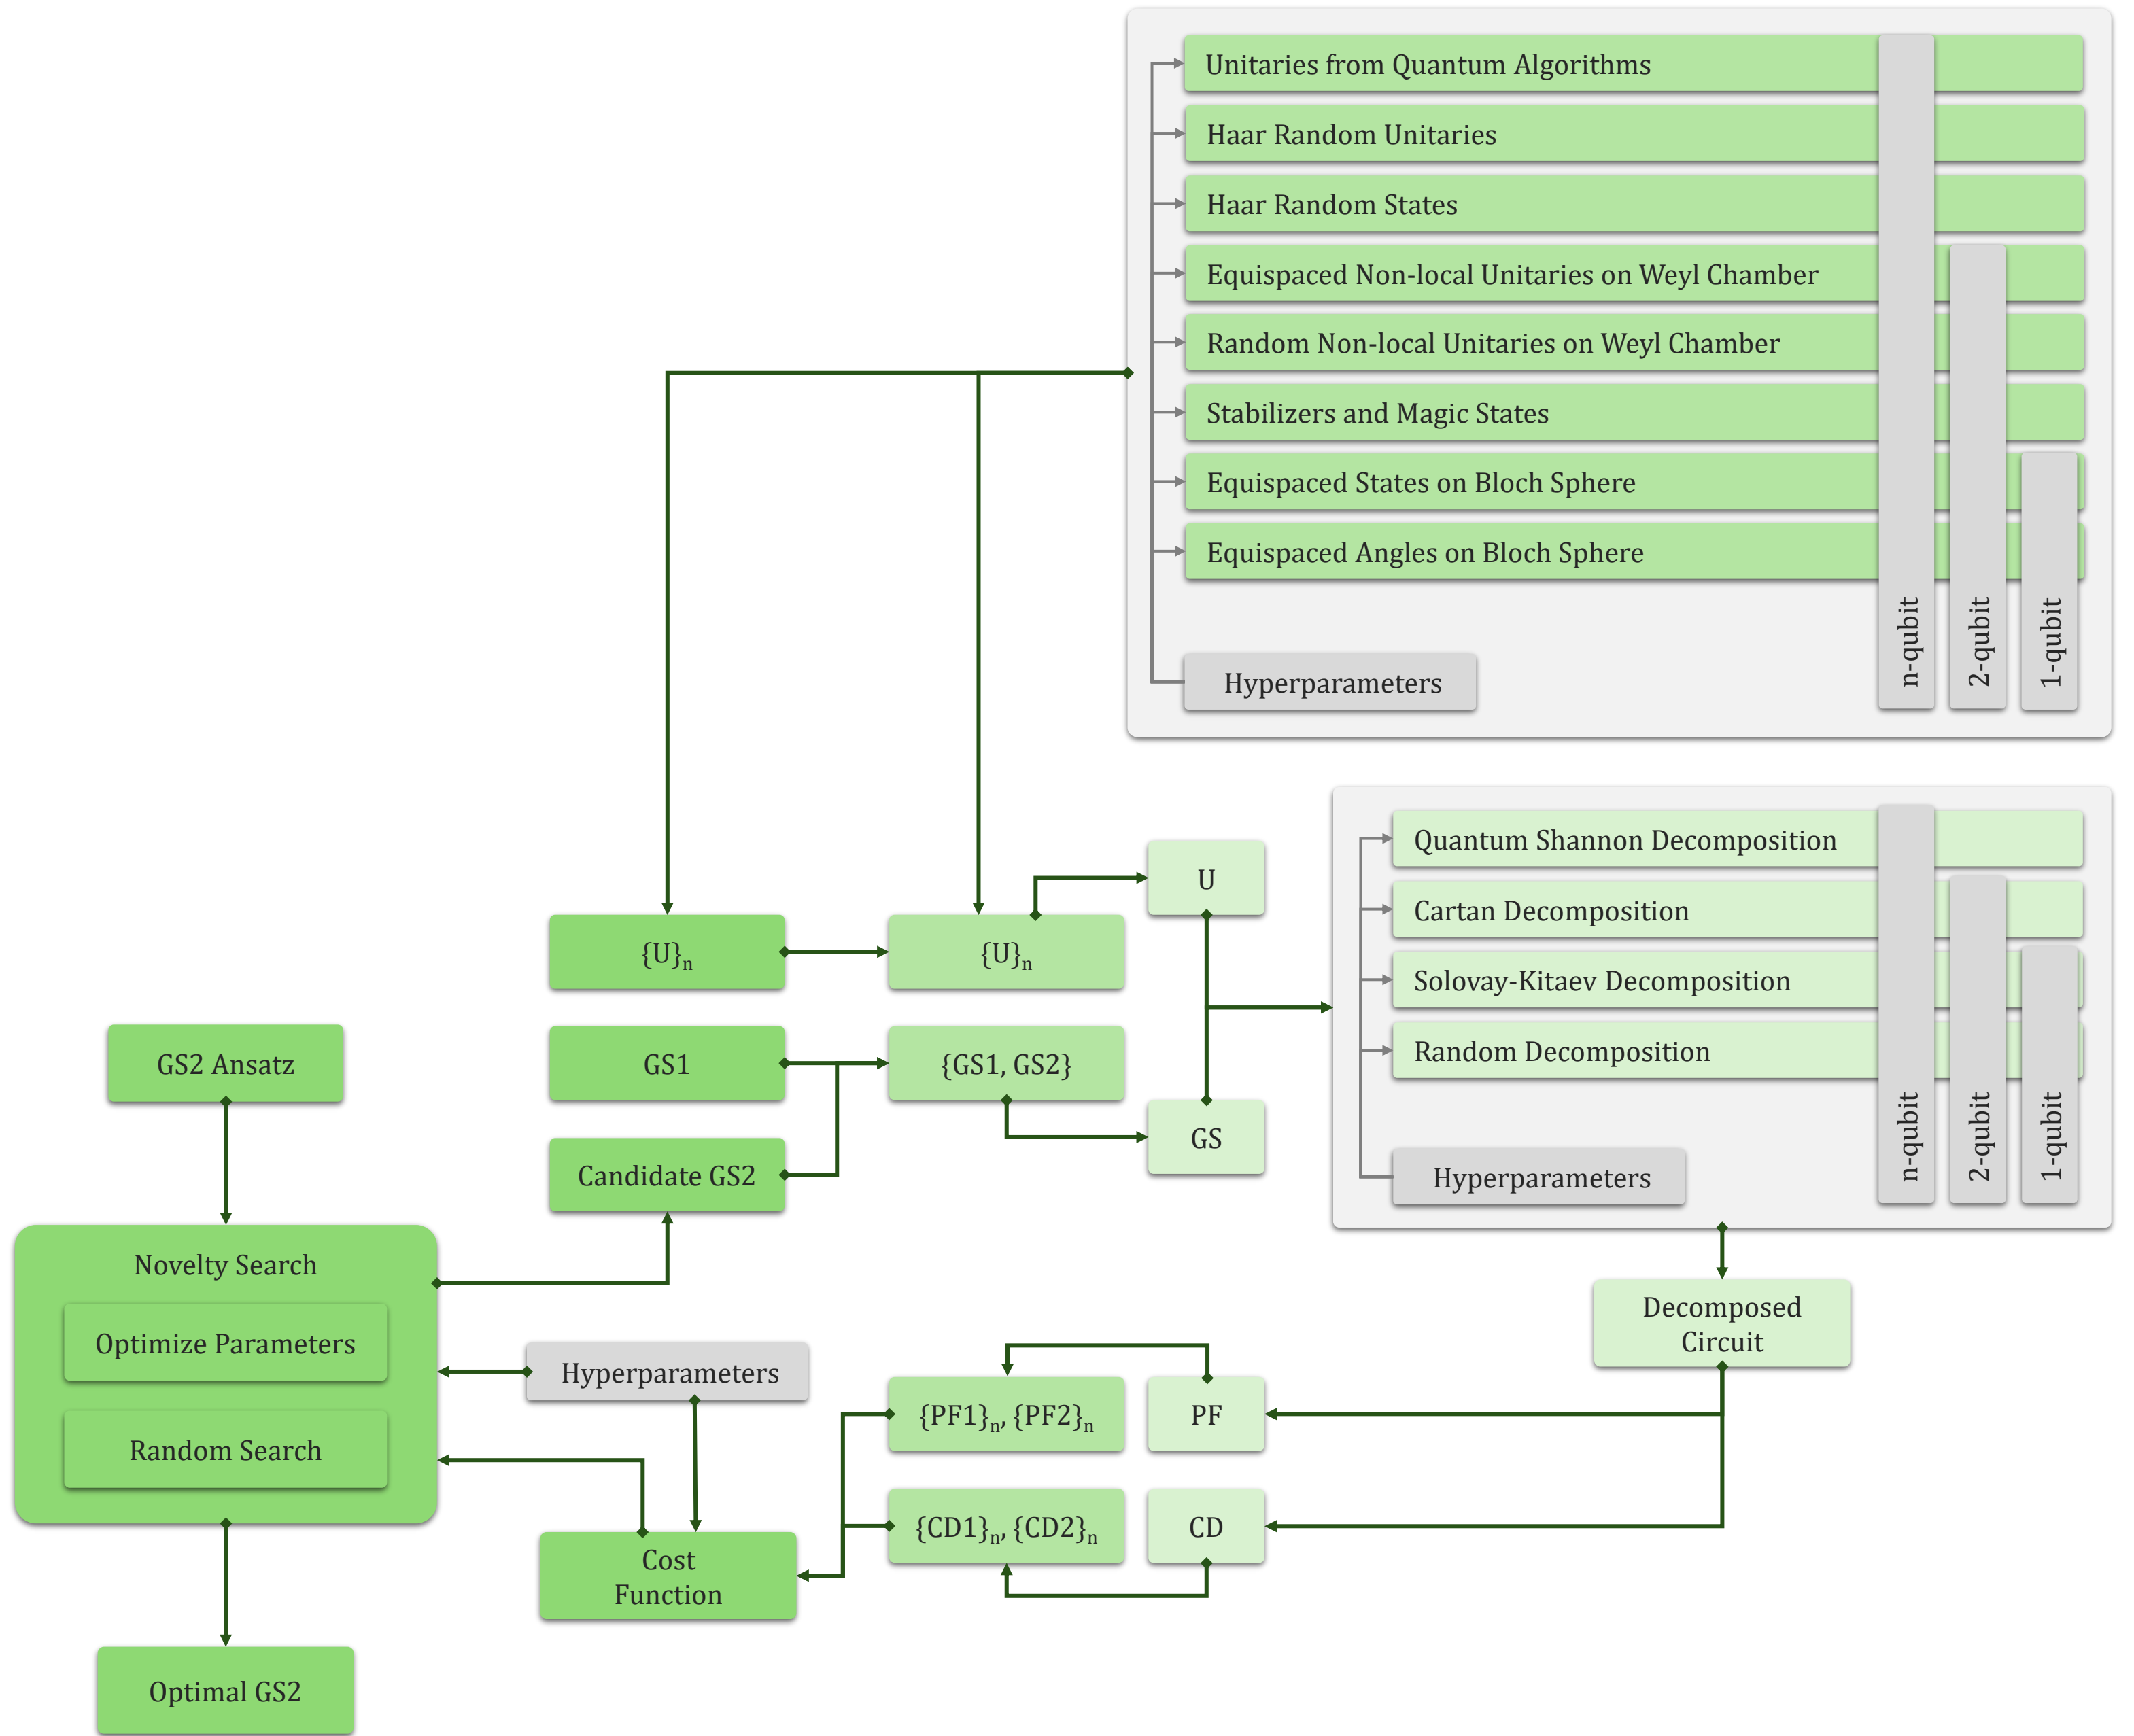 Unitaries from Quantum Algorithms
Haar Random Unitaries
Haar Random States
Equispaced Non-local Unitaries on Weyl Chamber
Random Non-local Unitaries on Weyl Chamber
Stabilizers and Magic States
Equispaced States on Bloch Sphere
Equispaced Angles on Bloch Sphere
Hyperparameters
n-qubit
2-qubit
1-qubit
Quantum Shannon Decomposition
Cartan Decomposition
Solovay-Kitaev Decomposition
Random Decomposition
Hyperparameters
n-qubit
2-qubit
1-qubit
U
{U}n
{U}n
GS2 Ansatz
GS1
{GS1, GS2}
GS
Candidate GS2
Novelty Search
Optimize Parameters
Random Search
Hyperparameters
Decomposed
Circuit
{PF1}n, {PF2}n
PF
{CD1}n, {CD2}n
CD
Cost
Function
Optimal GS2